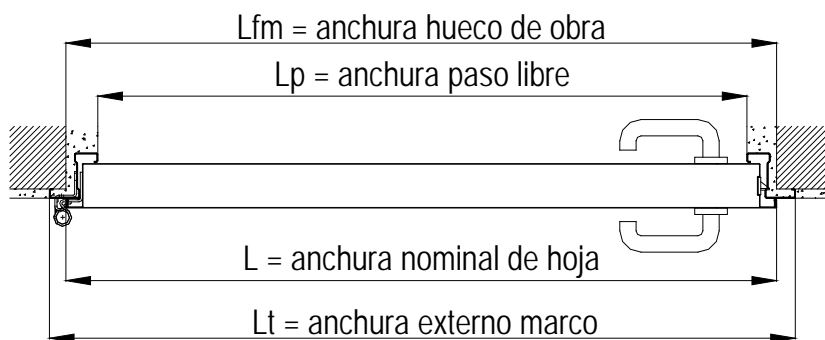 Lfm = anchura hueco de obra
Lp = anchura paso libre
L = anchura nominal de hoja
Lt = anchura externo marco